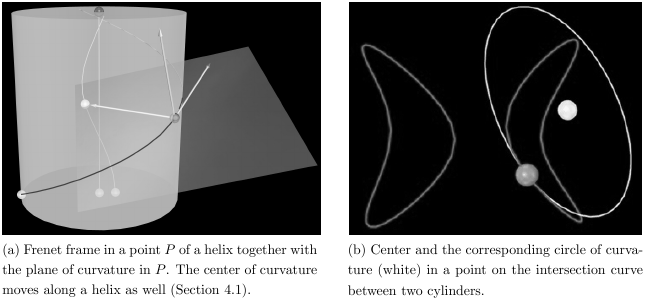 (a) Frenet frame in a point P of a helix together with
the plane of curvature in P. The center of curvature
moves along a helix as well (Section 4.1).
(b) Center and the corresponding circle of curva-
ture (white) in a point on the intersection curve
between two cylinders.